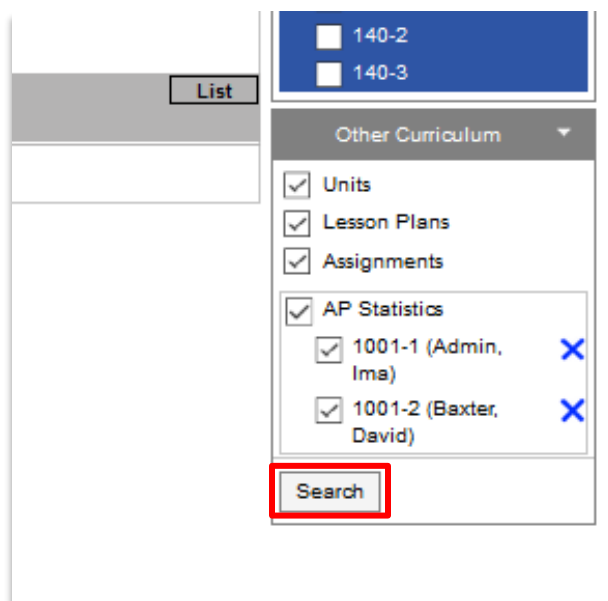 140-2
140-3
List
Other Curriculum
Units
Lesson Plans
Assignments
AP Statistics
1001-1 (Admin,
Ima)
1001-2 (Baxter,
David)
Search